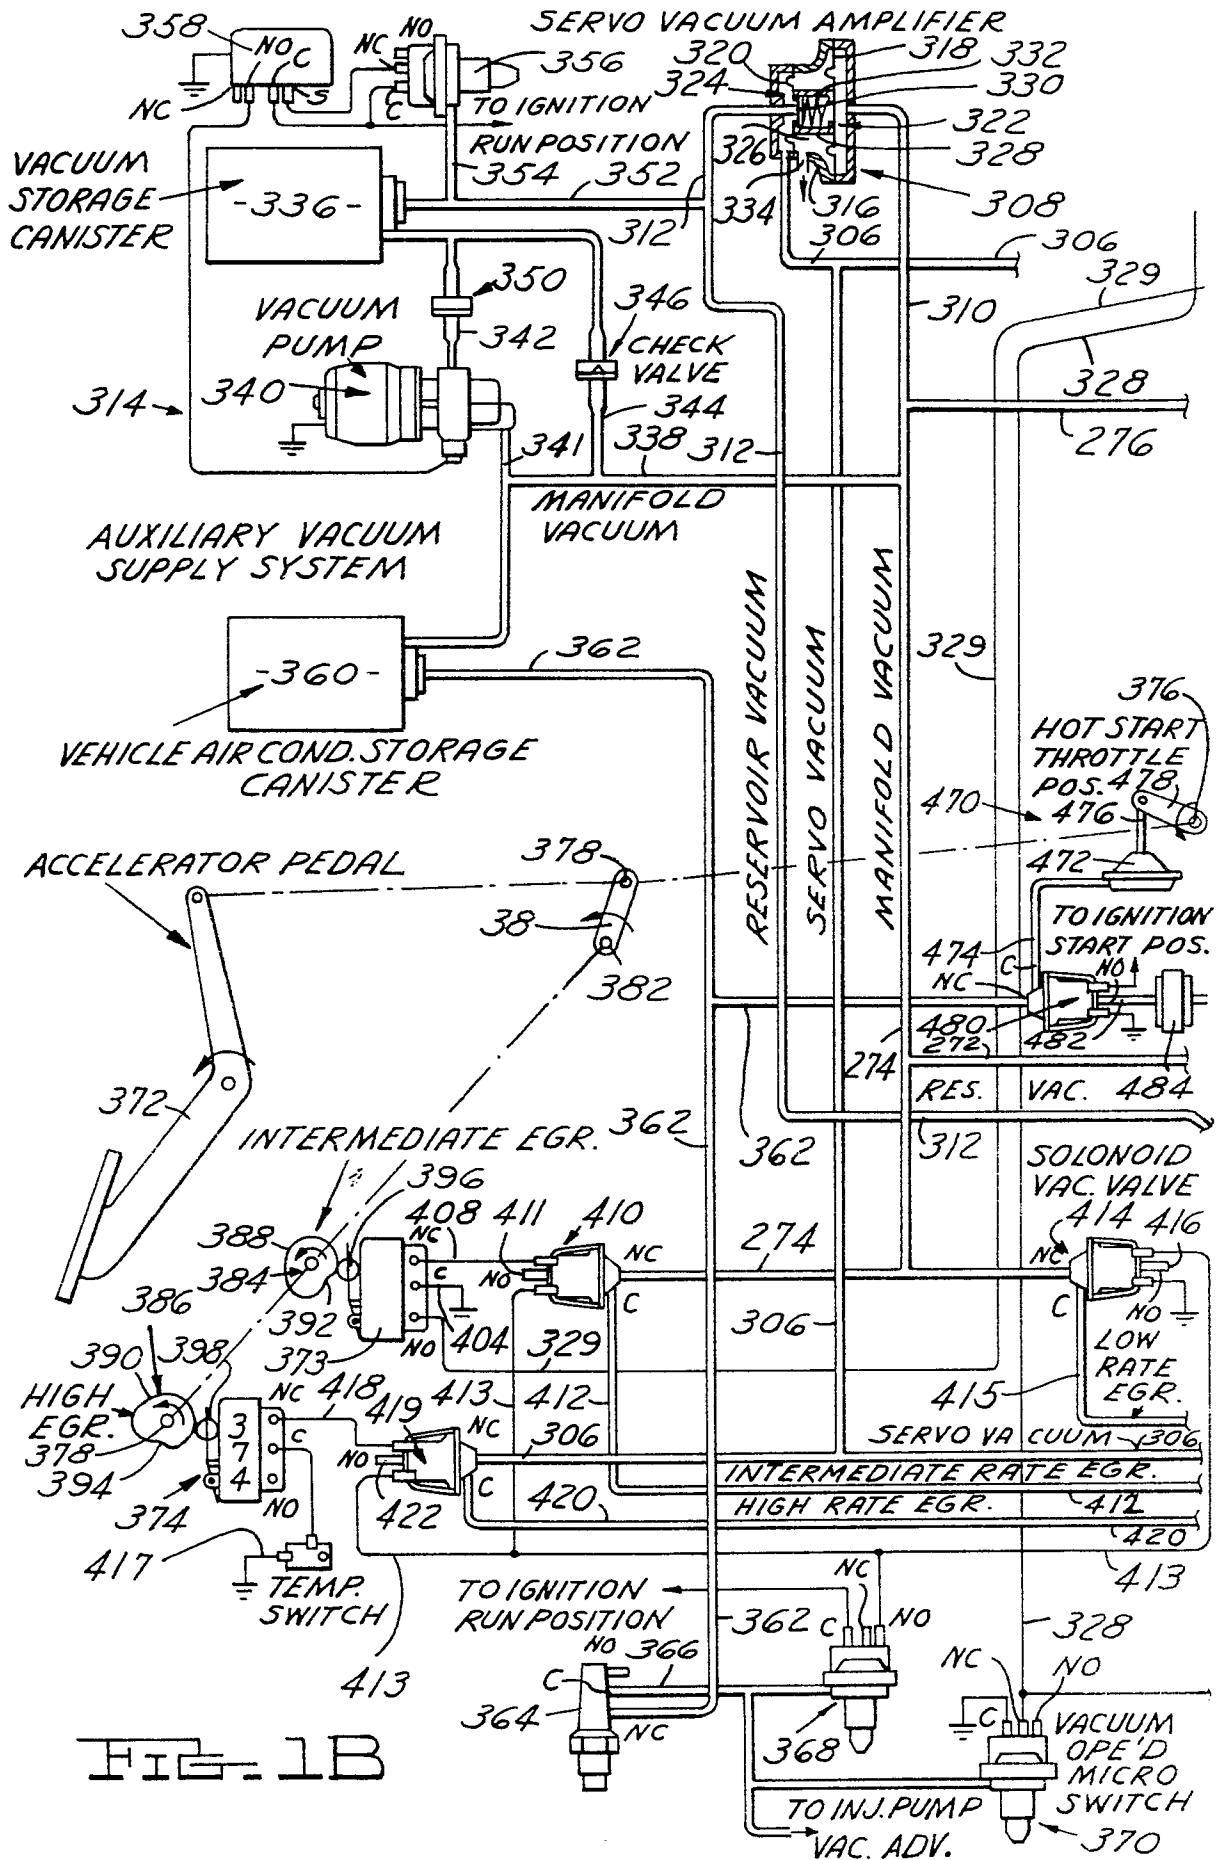 SERVO VACUUM AMPLIFIER
358
NO
C
NC
S
NC
NO
C
356
TO IGNITION
RUN POSITION
320
324
318
332
330
322
326
328
334
316
308
312
306
306
VACUUM
STORAGE
CANISTER
-336-
354
352
350
VACUUM
PUMP
340
342
346
CHECK
VALVE
344
314
341
338
312
310
329
328
276
MANIFOLD
VACUUM
AUXILIARY VACUUM
SUPPLY SYSTEM
-360-
362
VEHICLE AIR COND. STORAGE
CANISTER
RESERVOIR VACUUM
SERVO VACUUM
MANIFOLD VACUUM
329
376
HOT START
THROTTLE
POS.
478
470
476
472
ACCELERATOR PEDAL
378
38
382
TO IGNITION
START POS.
474
C
NC
NO
480
482
484
274
272
RES. VAC.
372
INTERMEDIATE EGR.
362
362
312
SOLONOID
VAC. VALVE
396
408
411
410
414
416
388
384
NC
C
NO
NO
NC
C
274
NC
NO
386
392
373
404
329
306
LOW
RATE
EGR.
390
398
HIGH
EGR.
378
394
NC
418
C
413
412
419
NC
415
3
7
4
NO
NO
C
306
SERVO VACUUM
306
INTERMEDIATE RATE EGR.
412
374
422
420
HIGH RATE EGR.
420
417
TEMP.
SWITCH
413
413
TO IGNITION
RUN POSITION
362
NC
C
NO
328
NO
366
C
364
NC
368
NC
NO
C
VACUUM
OPE'D
MICRO
SWITCH
370
TO INJ. PUMP
VAC. ADV.
FIG. 1B